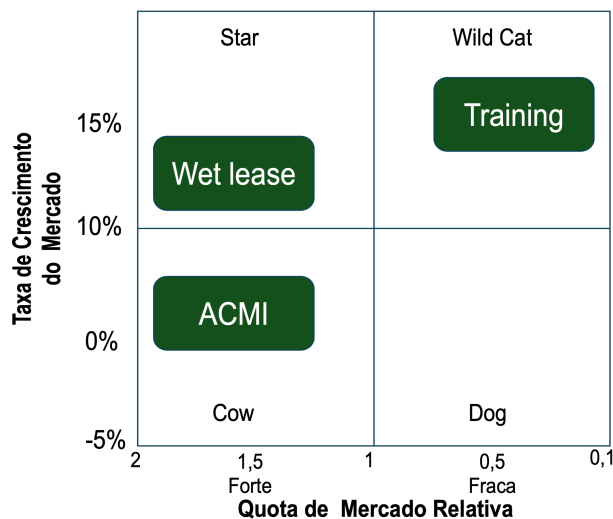 Star
Wild Cat
Training
15%
Wet lease
10%
Taxa de Crescimento
do Mercado
ACMI
0%
Cow
Dog
-5%
2
1,5
1
0,5
0,1
Forte
Fraca
Quota de Mercado Relativa